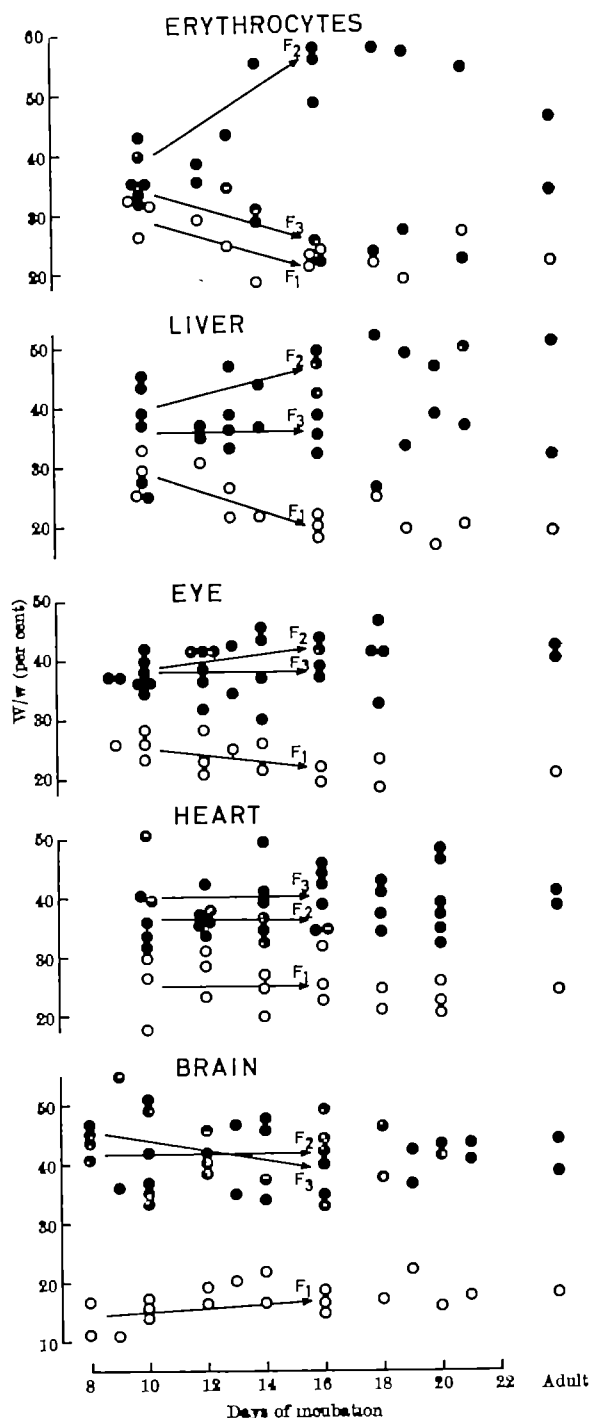 ERYTHROCYTES
60
50
40
30
20
F2
F3
F1
LIVER
50
40
30
20
F2
F3
F1
EYE
50
40
30
20
F2
F3
F1
W/w (per cent)
HEART
50
40
30
20
F3
F2
F1
BRAIN
50
40
30
20
10
F2
F3
F1
8 10 12 14 16 18 20 22 Adult
Days of incubation